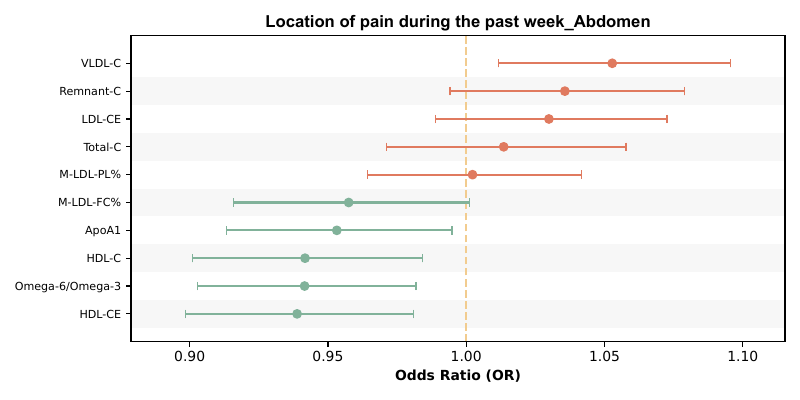 Location of pain during the past week_Abdomen
VLDL-C
Remnant-C
LDL-CE
Total-C
M-LDL-PL%
M-LDL-FC%
ApoA1
HDL-C
Omega-6/Omega-3
HDL-CE
0.90 0.95 1.00 1.05 1.10
Odds Ratio (OR)